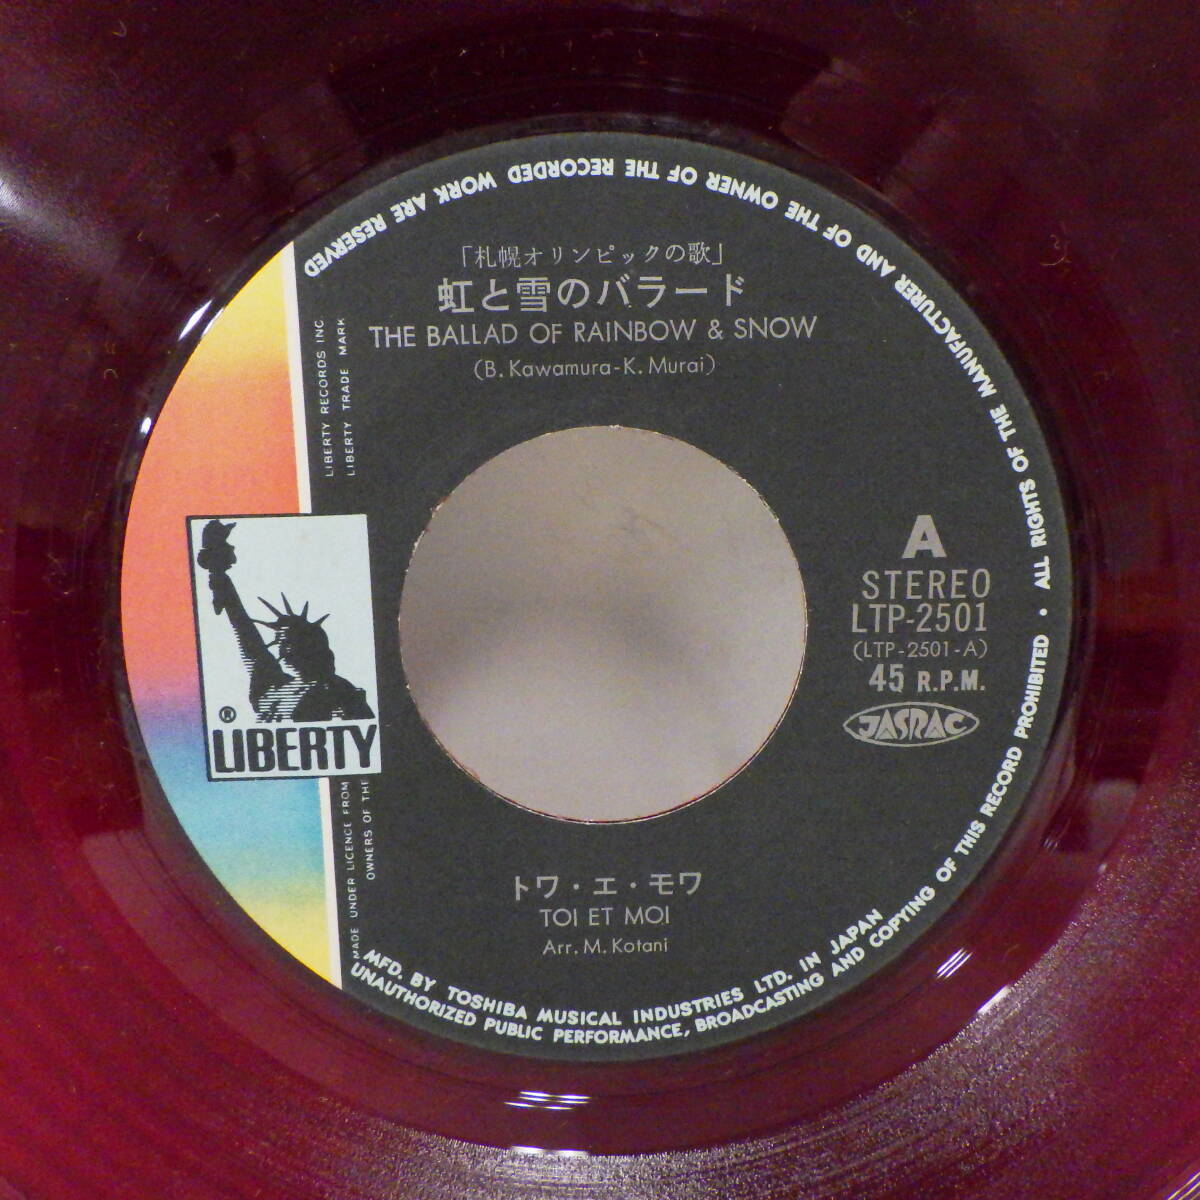 「札幌オリンピックの歌」
虹と雪のバラード
THE BALLAD OF RAINBOW & SNOW
(B. Kawamura-K. Murai)
LIBERTY RECORDS INC.
LIBERTY TRADE MARK
® LIBERTY
MADE UNDER LICENCE FROM
OWNERS OF THE
A
STEREO
LTP-2501
(LTP-2501-A)
45 R.P.M.
JASRAC
トワ・エ・モワ
TOI ET MOI
Arr. M. Kotani
MFD. BY TOSHIBA MUSICAL INDUSTRIES LTD. IN JAPAN
UNAUTHORIZED PUBLIC PERFORMANCE, BROADCASTING AND COPYING OF THIS RECORD PROHIBITED • ALL RIGHTS OF THE MANUFACTURER AND OF THE OWNER OF THE RECORDED WORK ARE RESERVED